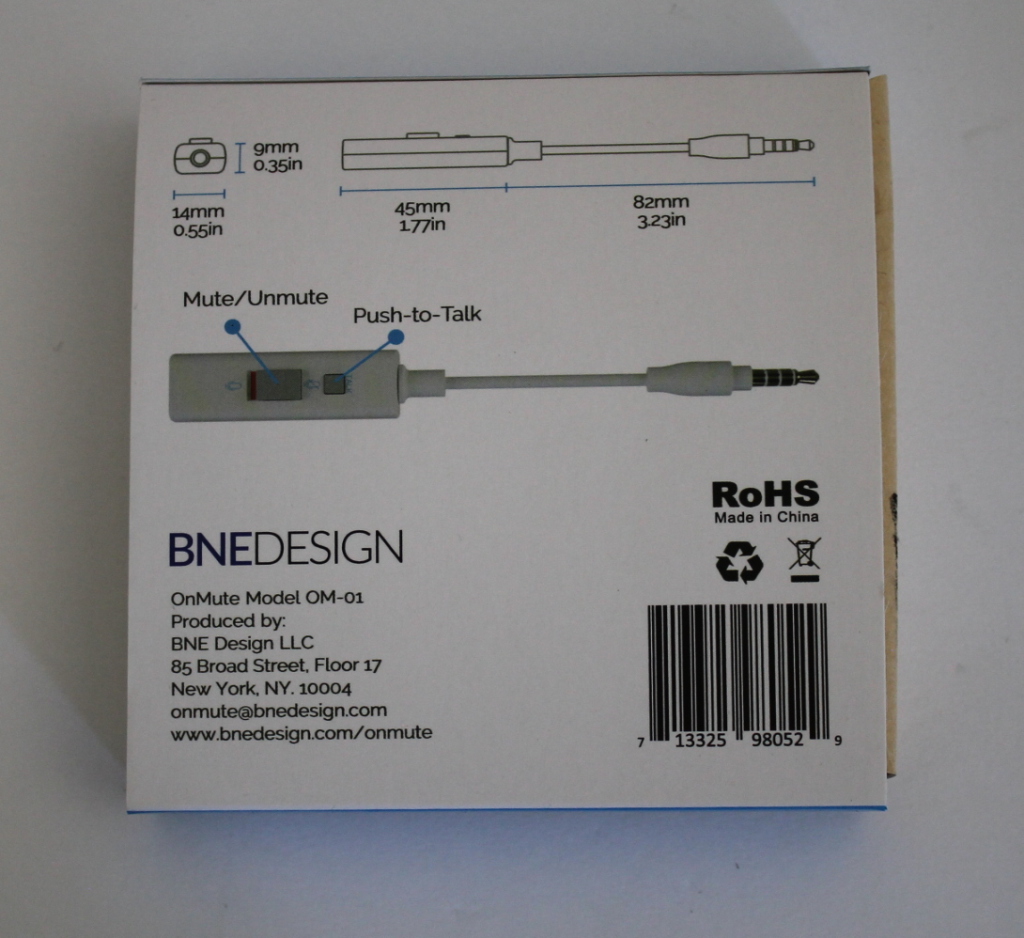 9mm
0.35in
14mm
0.55in
45mm
1.77in
82mm
3.23in
Mute/Unmute
Push-to-Talk
RoHS
Made in China
BNEDESIGN
OnMute Model OM-01
Produced by:
BNE Design LLC
85 Broad Street, Floor 17
New York, NY. 10004
onmute@bnedesign.com
www.bnedesign.com/onmute
7 13325 98052 9